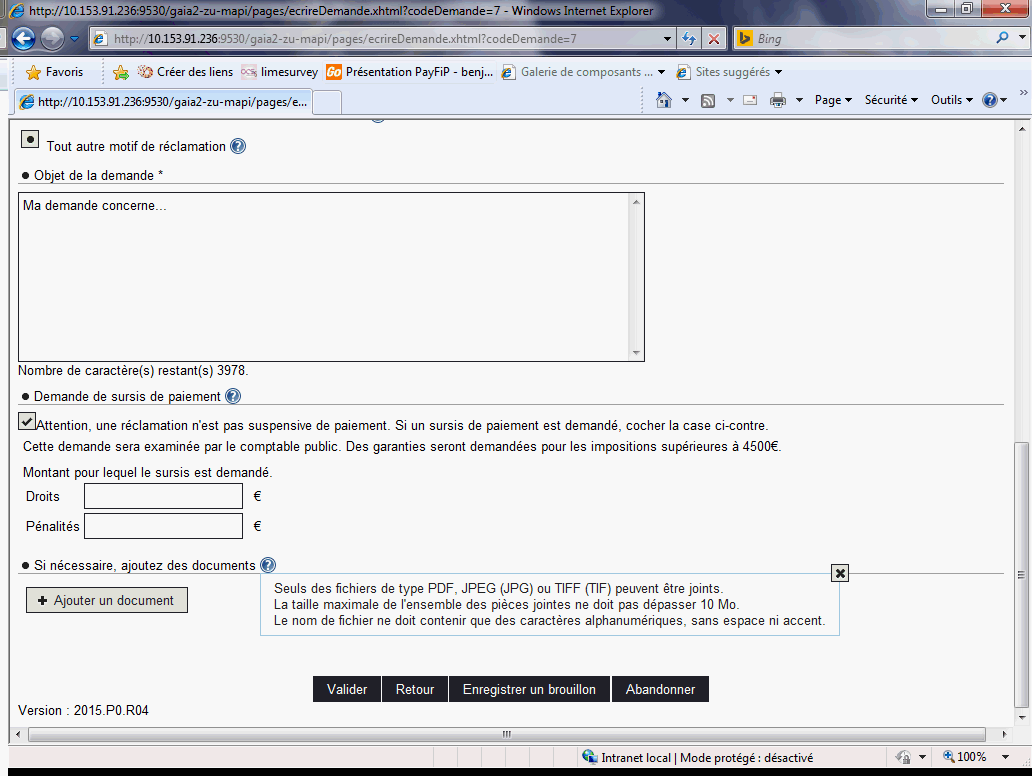 http://10.153.91.236:9530/gaia2-zu-mapi/pages/ecrireDemande.xhtml?codeDemande=7 - Windows Internet Explorer
http://10.153.91.236:9530/gaia2-zu-mapi/pages/ecrireDemande.xhtml?codeDemande=7
Bing
Favoris
Créer des liens
limesurvey
Go Présentation PayFiP - benj...
Galerie de composants ...
Sites suggérés
http://10.153.91.236:9530/gaia2-zu-mapi/pages/e...
Page
Sécurité
Outils
Tout autre motif de réclamation
● Objet de la demande *
Ma demande concerne...
Nombre de caractère(s) restant(s) 3978.
● Demande de sursis de paiement
Attention, une réclamation n'est pas suspensive de paiement. Si un sursis de paiement est demandé, cocher la case ci-contre.
Cette demande sera examinée par le comptable public. Des garanties seront demandées pour les impositions supérieures à 4500€.
Montant pour lequel le sursis est demandé.
Droits €
Pénalités €
● Si nécessaire, ajoutez des documents
+ Ajouter un document
Seuls des fichiers de type PDF, JPEG (JPG) ou TIFF (TIF) peuvent être joints.
La taille maximale de l'ensemble des pièces jointes ne doit pas dépasser 10 Mo.
Le nom de fichier ne doit contenir que des caractères alphanumériques, sans espace ni accent.
Valider Retour Enregistrer un brouillon Abandonner
Version : 2015.P0.R04
Intranet local | Mode protégé : désactivé
100%